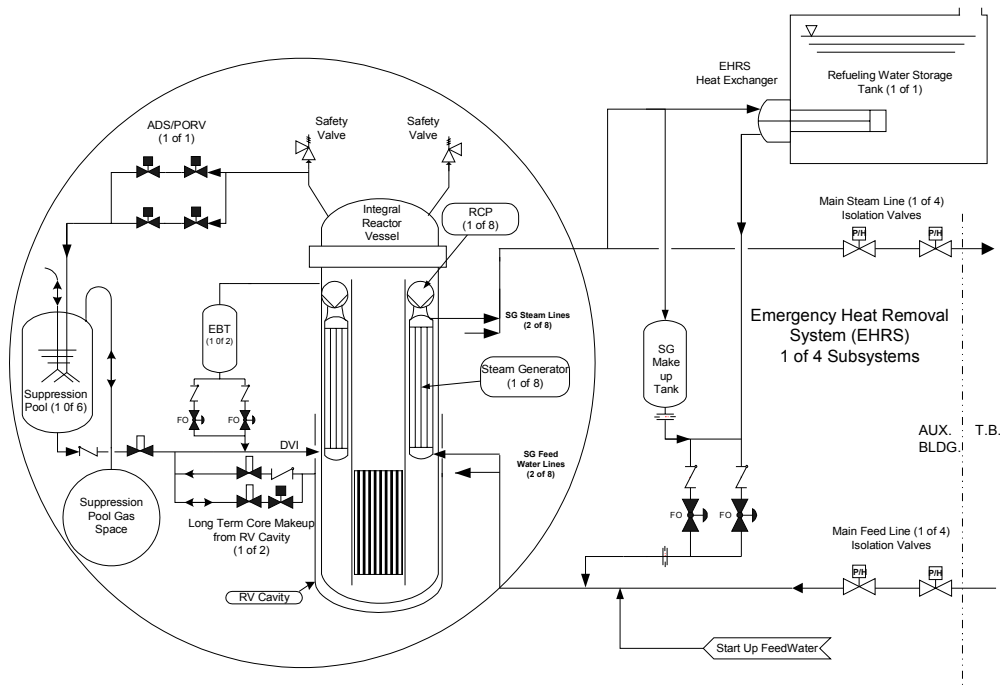 EHRS
Heat Exchanger
Refueling Water Storage
Tank (1 of 1)
Safety
Valve
Safety
Valve
ADS/PORV
(1 of 1)
Integral
Reactor
Vessel
RCP
(1 of 8)
Main Steam Line (1 of 4)
Isolation Valves
P/H
P/H
SG Steam Lines
(2 of 8)
EBT
(1 of 2)
Emergency Heat Removal
System (EHRS)
1 of 4 Subsystems
SG
Make
up
Tank
Steam Generator
(1 of 8)
Suppression
Pool (1 0f 6)
FO
FO
AUX.
BLDG.
T.B.
DVI
SG Feed
Water Lines
(2 of 8)
Suppression
Pool Gas
Space
Long Term Core Makeup
from RV Cavity
(1 of 2)
FO
FO
Main Feed Line (1 of 4)
Isolation Valves
P/H
P/H
RV Cavity
Start Up FeedWater